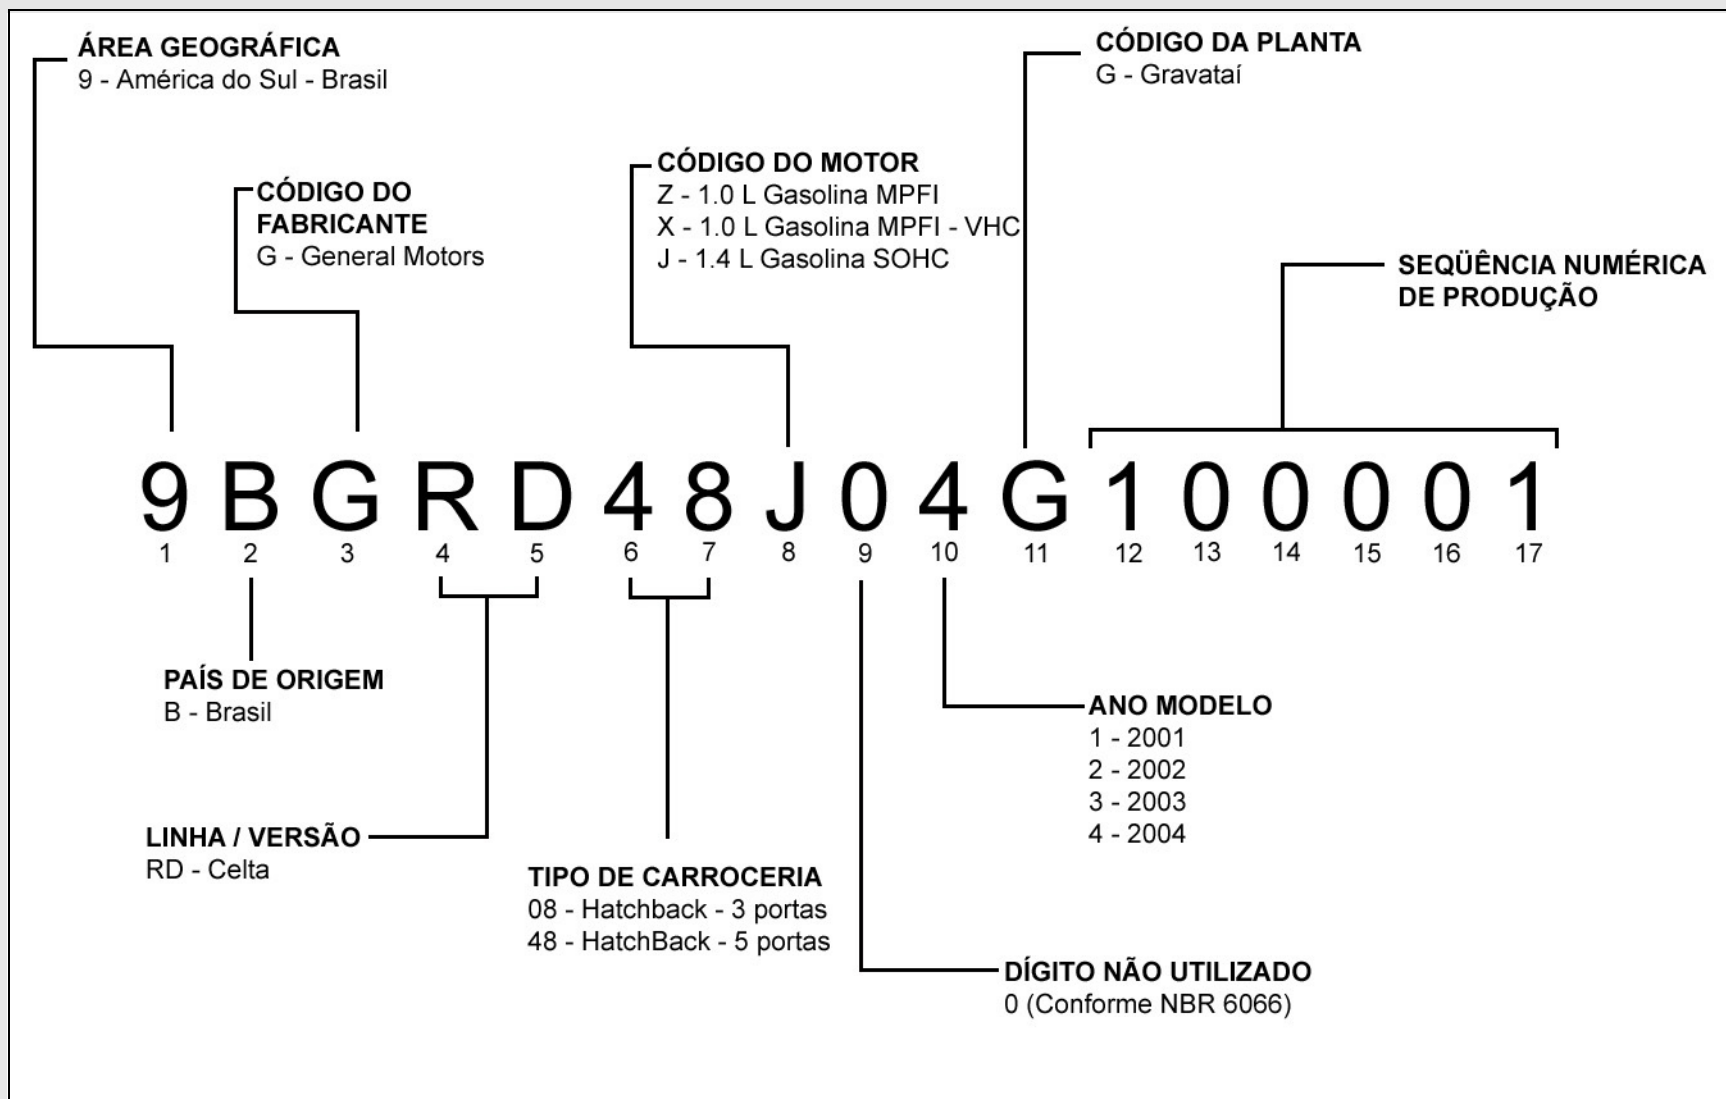 ÁREA GEOGRÁFICA
9 - América do Sul - Brasil
CÓDIGO DO
FABRICANTE
G - General Motors
CÓDIGO DO MOTOR
Z - 1.0 L Gasolina MPFI
X - 1.0 L Gasolina MPFI - VHC
J - 1.4 L Gasolina SOHC
CÓDIGO DA PLANTA
G - Gravataí
SEQÜÊNCIA NUMÉRICA
DE PRODUÇÃO
9 B G R D 4 8 J 0 4 G 1 0 0 0 0 1
1 2 3 4 5 6 7 8 9 10 11 12 13 14 15 16 17
PAÍS DE ORIGEM
B - Brasil
LINHA / VERSÃO
RD - Celta
TIPO DE CARROCERIA
08 - Hatchback - 3 portas
48 - HatchBack - 5 portas
ANO MODELO
1 - 2001
2 - 2002
3 - 2003
4 - 2004
DÍGITO NÃO UTILIZADO
0 (Conforme NBR 6066)